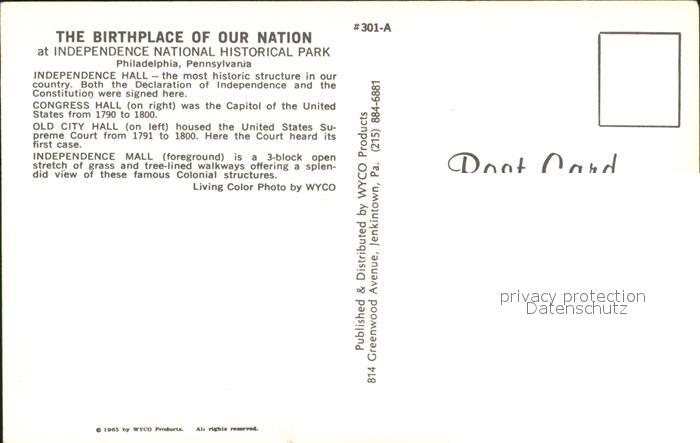 THE BIRTHPLACE OF OUR NATION
at INDEPENDENCE NATIONAL HISTORICAL PARK
Philadelphia, Pennsylvania
INDEPENDENCE HALL — the most historic structure in our
country. Both the Declaration of Independence and the
Constitution were signed here.
CONGRESS HALL (on right) was the Capitol of the United
States from 1790 to 1800.
OLD CITY HALL (on left) housed the United States Su-
preme Court from 1791 to 1800. Here the Court heard its
first case.
INDEPENDENCE MALL (foreground) is a 3-block open
stretch of grass and tree-lined walkways offering a splen-
did view of these famous Colonial structures.
Living Color Photo by WYCO
© 1965 by WYCO Products. All rights reserved.
#301-A
Published & Distributed by WYCO Products
814 Greenwood Avenue, Jenkintown, Pa. (215) 884-6881
Post Card
privacy protection
Datenschutz